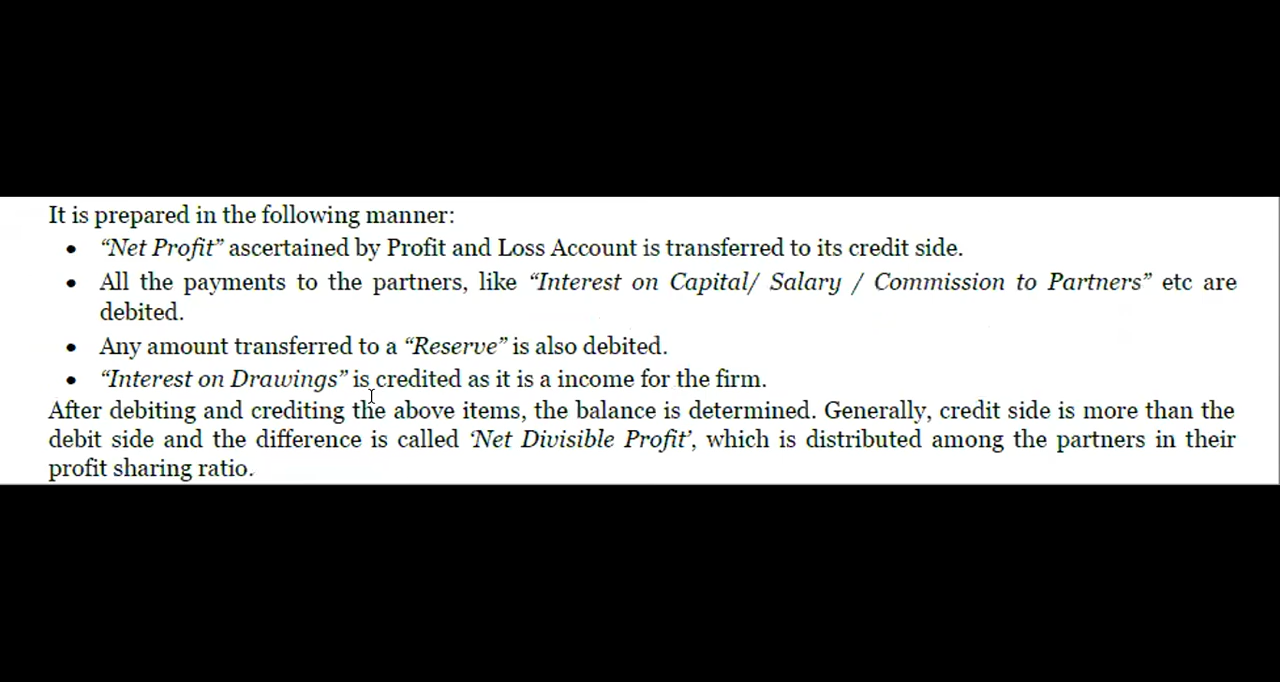 It is prepared in the following manner:
• “Net Profit” ascertained by Profit and Loss Account is transferred to its credit side.
• All the payments to the partners, like “Interest on Capital/ Salary / Commission to Partners” etc are
debited.
• Any amount transferred to a “Reserve” is also debited.
• “Interest on Drawings” is credited as it is a income for the firm.
After debiting and crediting the above items, the balance is determined. Generally, credit side is more than the
debit side and the difference is called ‘Net Divisible Profit’, which is distributed among the partners in their
profit sharing ratio.